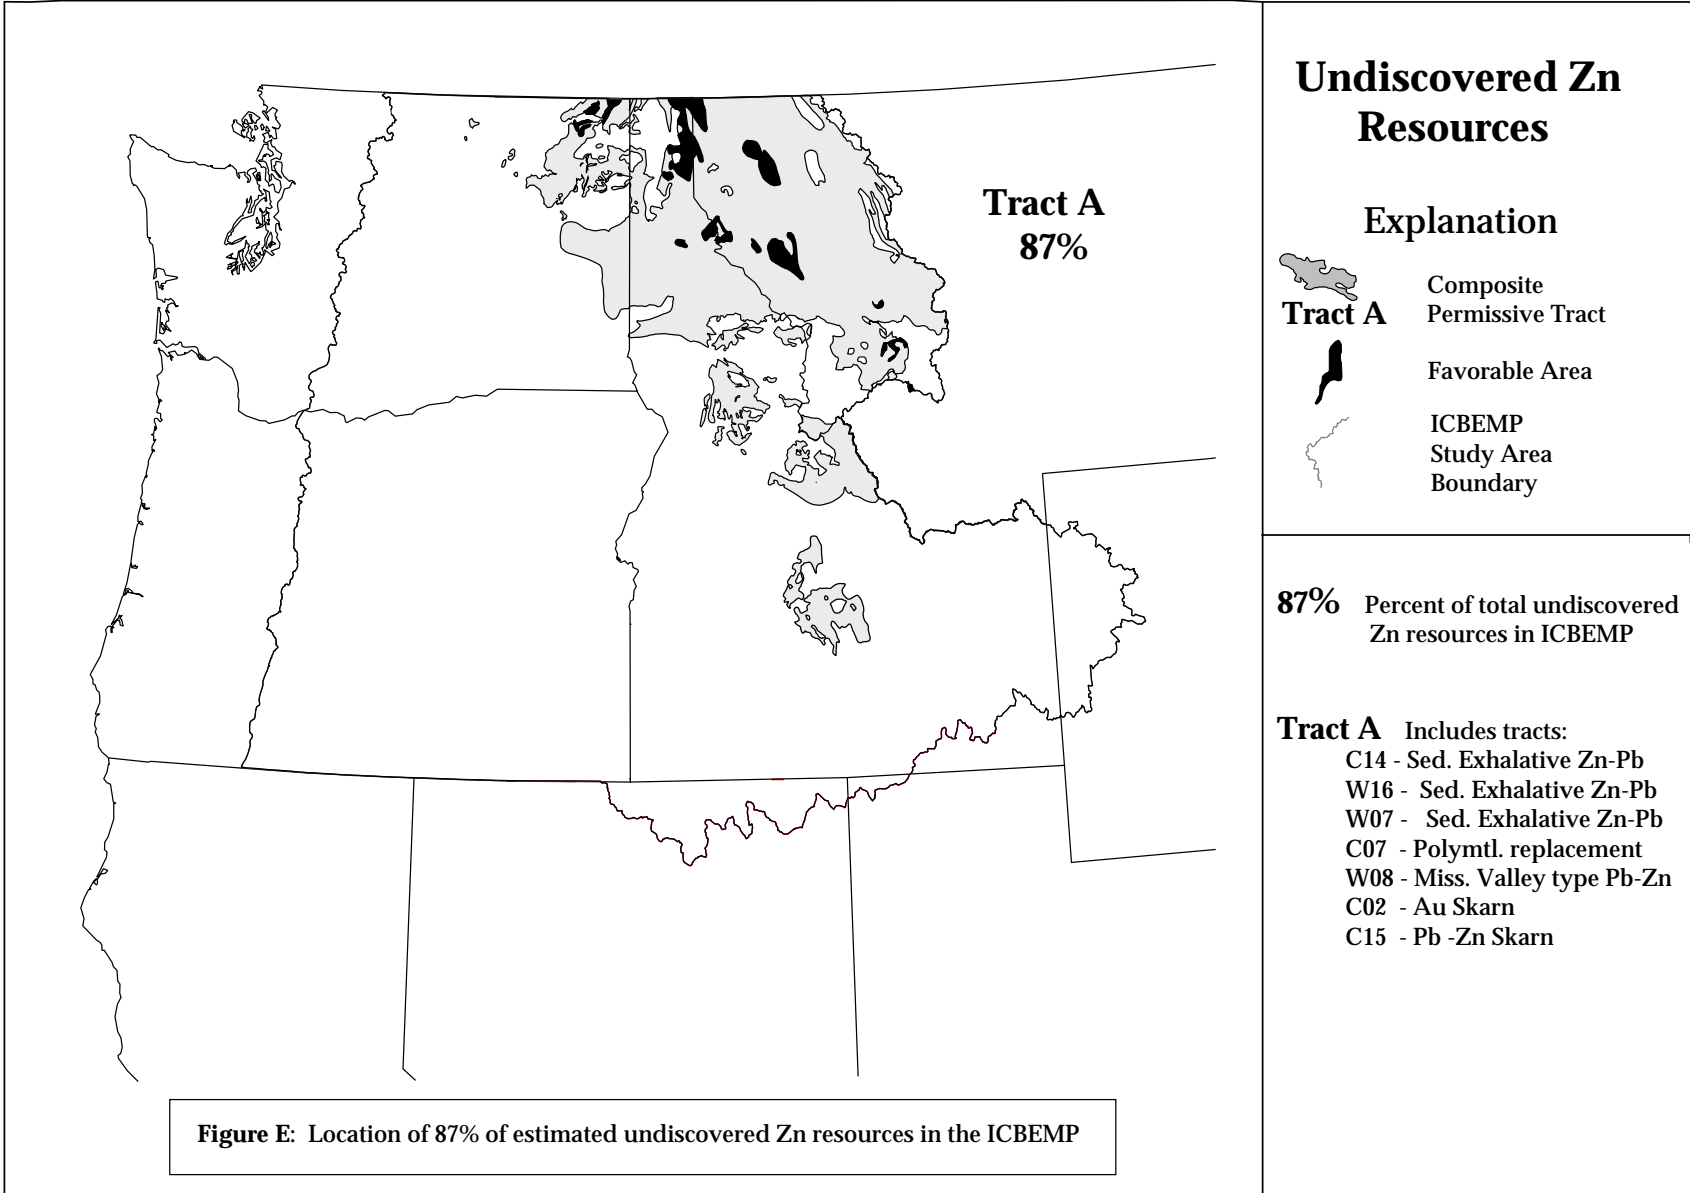 Undiscovered Zn
Resources
Tract A
87%
Explanation
Composite
Tract A Permissive Tract
Favorable Area
ICBEMP
Study Area
Boundary
87% Percent of total undiscovered
Zn resources in ICBEMP
Tract A Includes tracts:
C14 - Sed. Exhalative Zn-Pb
W16 - Sed. Exhalative Zn-Pb
W07 - Sed. Exhalative Zn-Pb
C07 - Polymtl. replacement
W08 - Miss. Valley type Pb-Zn
C02 - Au Skarn
C15 - Pb -Zn Skarn
Figure E: Location of 87% of estimated undiscovered Zn resources in the ICBEMP